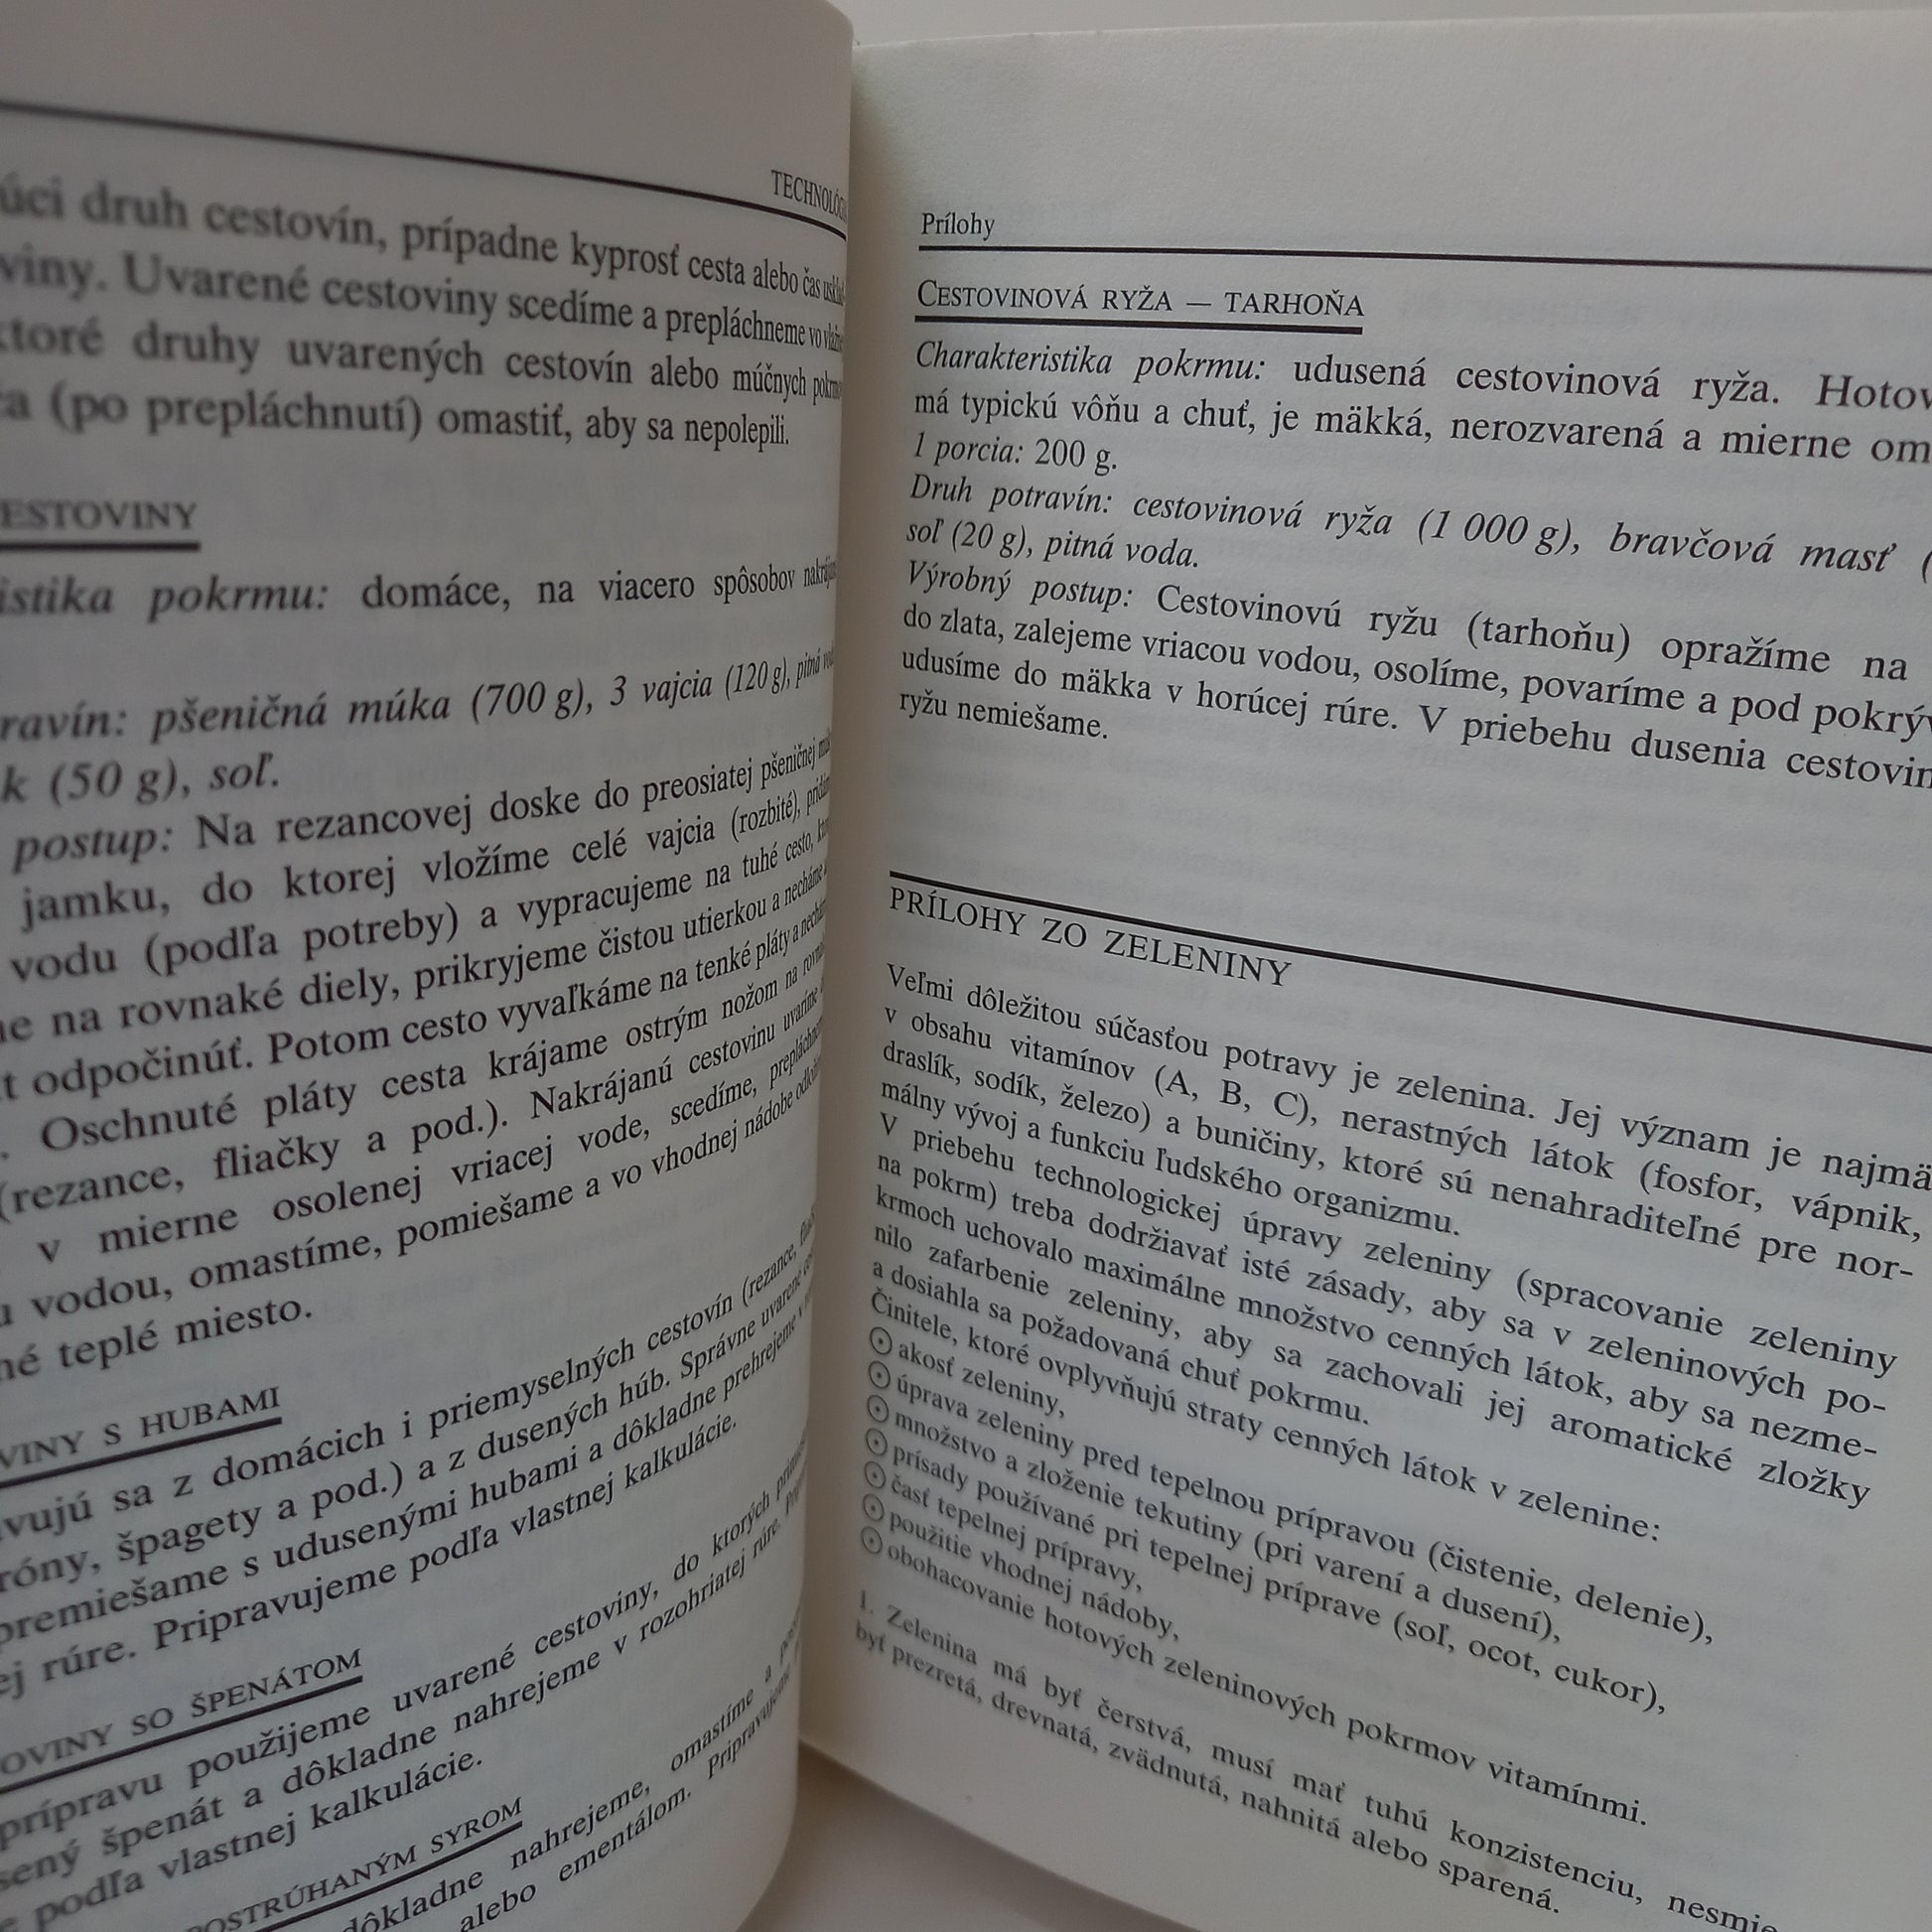 úci druh cestovín, prípadne kyprosť cesta alebo čas
viny. Uvarené cestoviny scedíme a prepláchneme vo
ktoré druhy uvarených cestovín alebo múčnych
(po prepláchnutí) omastiť, aby sa nepolepili.
ESTOVINY
istika pokrmu: domáce, na viacero spôsobov
ravín: pšeničná múka (700 g), 3 vajcia (120 g), pitná
k (50 g), soľ.
postup: Na rezancovej doske do preosiatej pšeničnej
jamku, do ktorej vložíme celé vajcia (rozbité),
vodu (podľa potreby) a vypracujeme na tuhé cesto,
ne na rovnaké diely, prikryjeme čistou utierkou a necháme
t odpočinúť. Potom cesto vyvaľkáme na tenké pláty a
. Oschnuté pláty cesta krájame ostrým nožom na
(rezance, fliačky a pod.). Nakrájanú cestovinu uvaríme
v mierne osolenej vriacej vode, scedíme,
u vodou, omastíme, pomiešame a vo vhodnej nádobe
né teplé miesto.
VINY S HUBAMI
vujú sa z domácich i priemyselných cestovín (rezance,
róny, špagety a pod.) a z dusených húb. Správne uvarené
premiešame s udusenými hubami a dôkladne prehrejeme v
ej rúre. Pripravujeme podľa vlastnej kalkulácie.
OVINY SO ŠPENÁTOM
prípravu použijeme uvarené cestoviny, do ktorých
sený špenát a dôkladne nahrejeme v rozohriatej rúre.
podľa vlastnej kalkulácie.
POSTRÚHANÝM SYROM
dôkladne nahrejeme, omastíme a
alebo ementálom. Pripravujeme
Prílohy
CESTOVINOVÁ RYŽA — TARHOŇA
Charakteristika pokrmu: udusená cestovinová ryža. Hotov
má typickú vôňu a chuť, je mäkká, nerozvarená a mierne om
1 porcia: 200 g.
Druh potravín: cestovinová ryža (1 000 g), bravčová masť (
soľ (20 g), pitná voda.
Výrobný postup: Cestovinovú ryžu (tarhoňu) opražíme na
do zlata, zalejeme vriacou vodou, osolíme, povaríme a pod pokrýv
udusíme do mäkka v horúcej rúre. V priebehu dusenia cestovin
ryžu nemiešame.
PRÍLOHY ZO ZELENINY
Veľmi dôležitou súčasťou potravy je zelenina. Jej význam je najmä
v obsahu vitamínov (A, B, C), nerastných látok (fosfor, vápnik,
draslík, sodík, železo) a buničiny, ktoré sú nenahraditeľné pre nor-
málny vývoj a funkciu ľudského organizmu.
V priebehu technologickej úpravy zeleniny (spracovanie zeleniny
na pokrm) treba dodržiavať isté zásady, aby sa v zeleninových po-
krmoch uchovalo maximálne množstvo cenných látok, aby sa nezme-
nilo zafarbenie zeleniny, aby sa zachovali jej aromatické zložky
a dosiahla sa požadovaná chuť pokrmu.
Činitele, ktoré ovplyvňujú straty cenných látok v zelenine:
⊙ akosť zeleniny,
⊙ úprava zeleniny pred tepelnou prípravou (čistenie, delenie),
⊙ množstvo a zloženie tekutiny (pri varení a dusení),
⊙ prísady používané pri tepelnej príprave (soľ, ocot, cukor),
⊙ časť tepelnej prípravy,
⊙ použitie vhodnej nádoby,
⊙ obohacovanie hotových zeleninových pokrmov vitamínmi.
1. Zelenina má byť čerstvá, musí mať tuhú konzistenciu, nesmie
byť prezretá, drevnatá, zvädnutá, nahnitá alebo sparená.